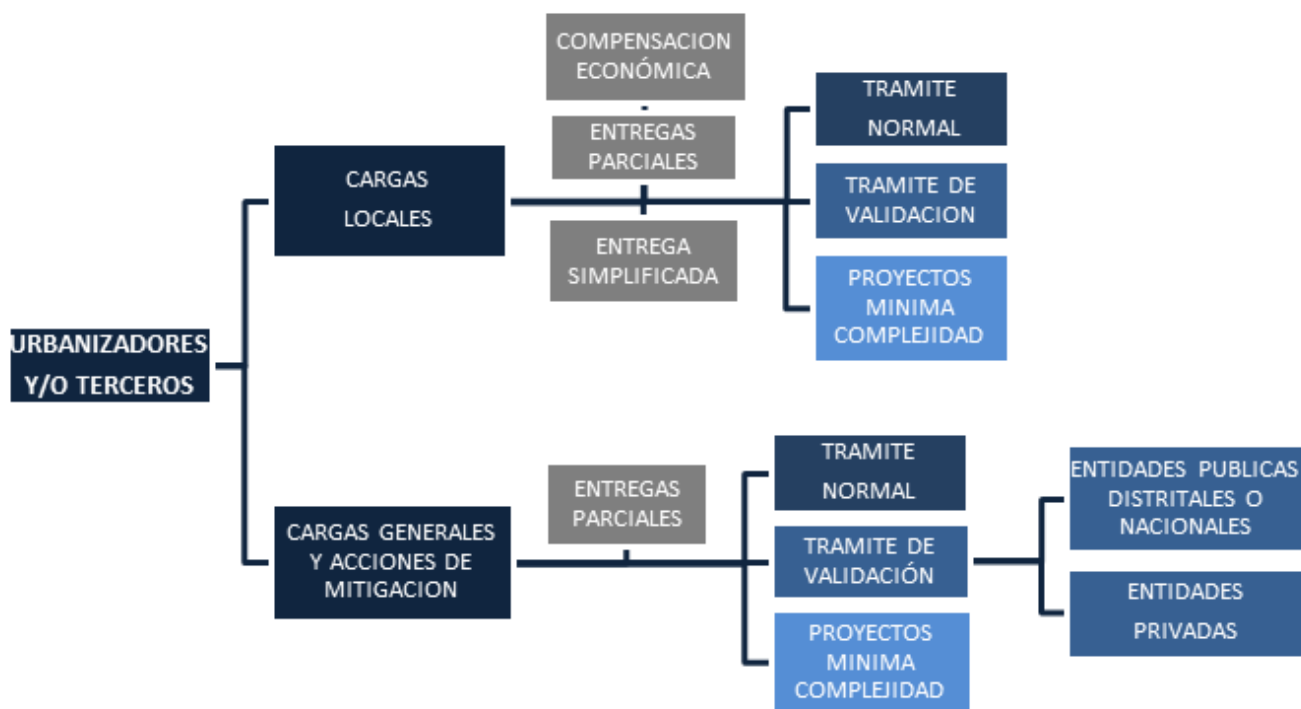 COMPENSACION
ECONÓMICA
ENTREGAS
PARCIALES
ENTREGA
SIMPLIFICADA
TRAMITE
NORMAL
TRAMITE DE
VALIDACION
PROYECTOS
MINIMA
COMPLEJIDAD
CARGAS
LOCALES
URBANIZADORES
Y/O TERCEROS
CARGAS GENERALES
Y ACCIONES DE
MITIGACION
ENTREGAS
PARCIALES
TRAMITE
NORMAL
TRAMITE DE
VALIDACIÓN
PROYECTOS
MINIMA
COMPLEJIDAD
ENTIDADES PUBLICAS
DISTRITALES O
NACIONALES
ENTIDADES
PRIVADAS